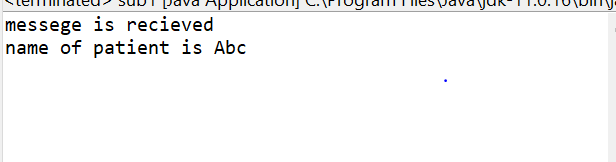 <terminated> sub1 [Java Application] C:\Program Files\Java\jdk-11.0.16\bin\ja
messege is recieved
name of patient is Abc